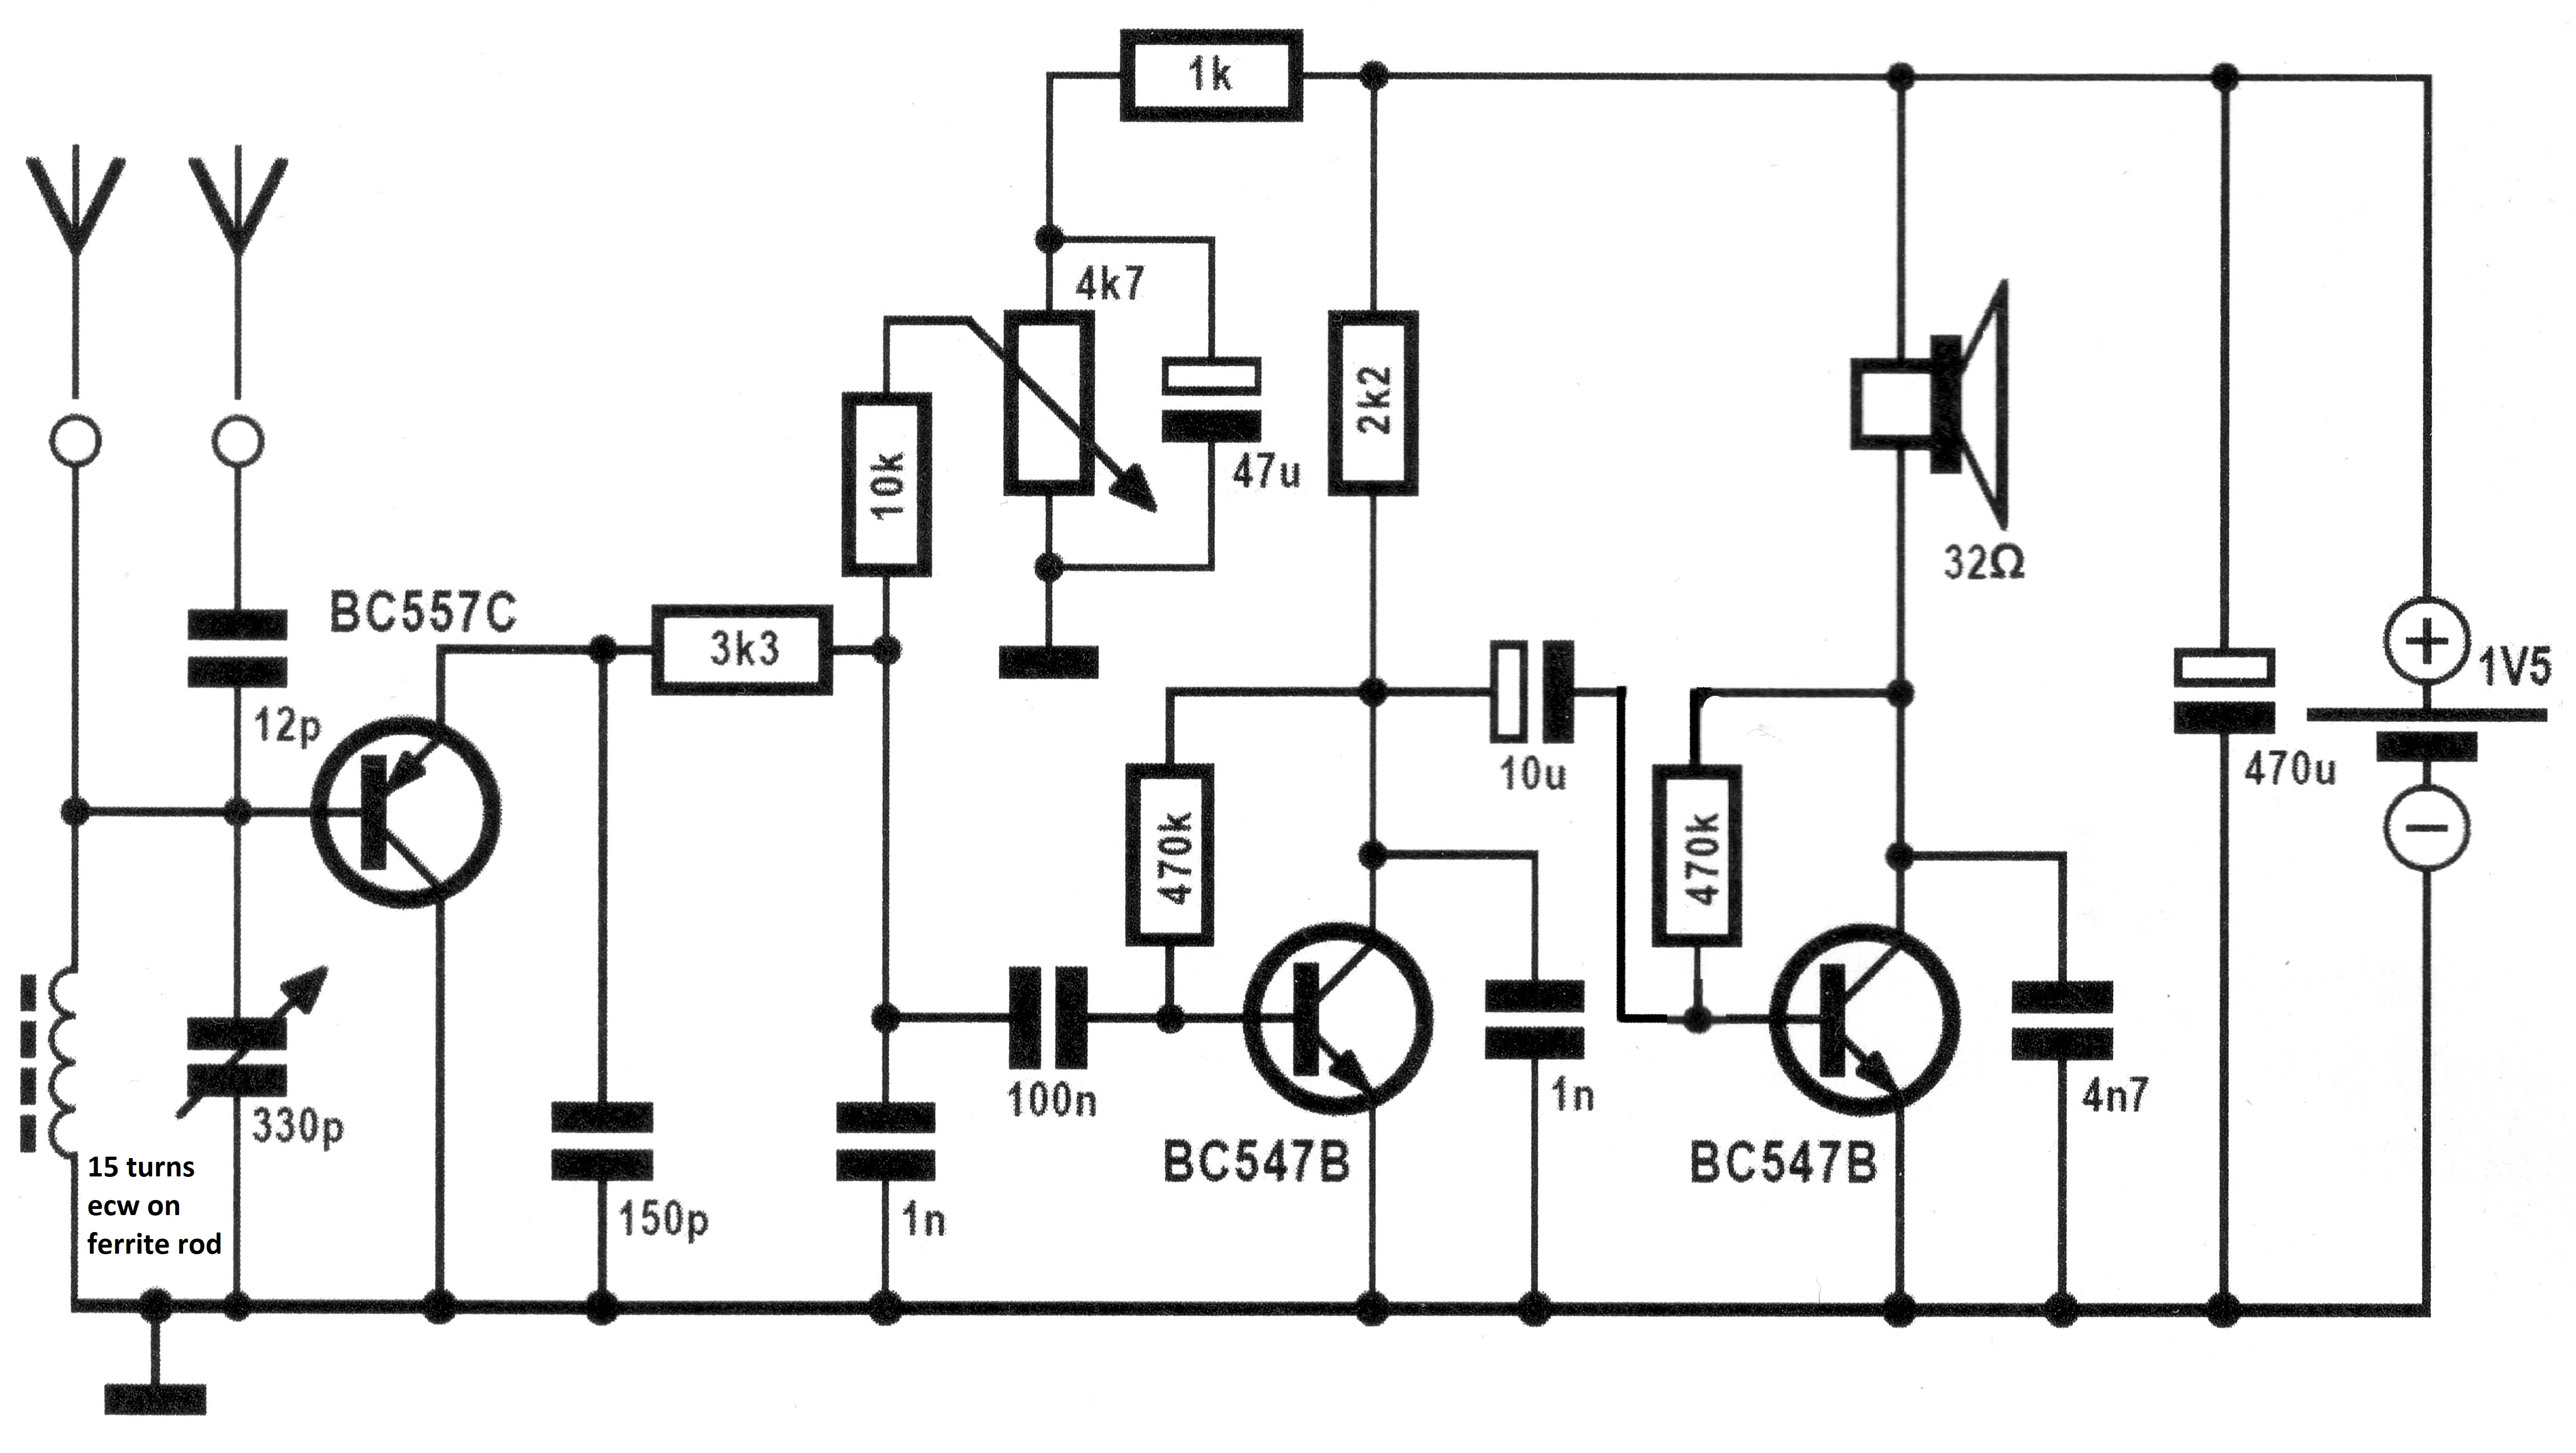 1k
4k7
10k
47u
2k2
32Ω
BC557C
3k3
12p
+
1V5
10u
470u
−
470k
470k
330p
100n
1n
4n7
BC547B
BC547B
15 turns
ecw on
ferrite rod
150p
1n